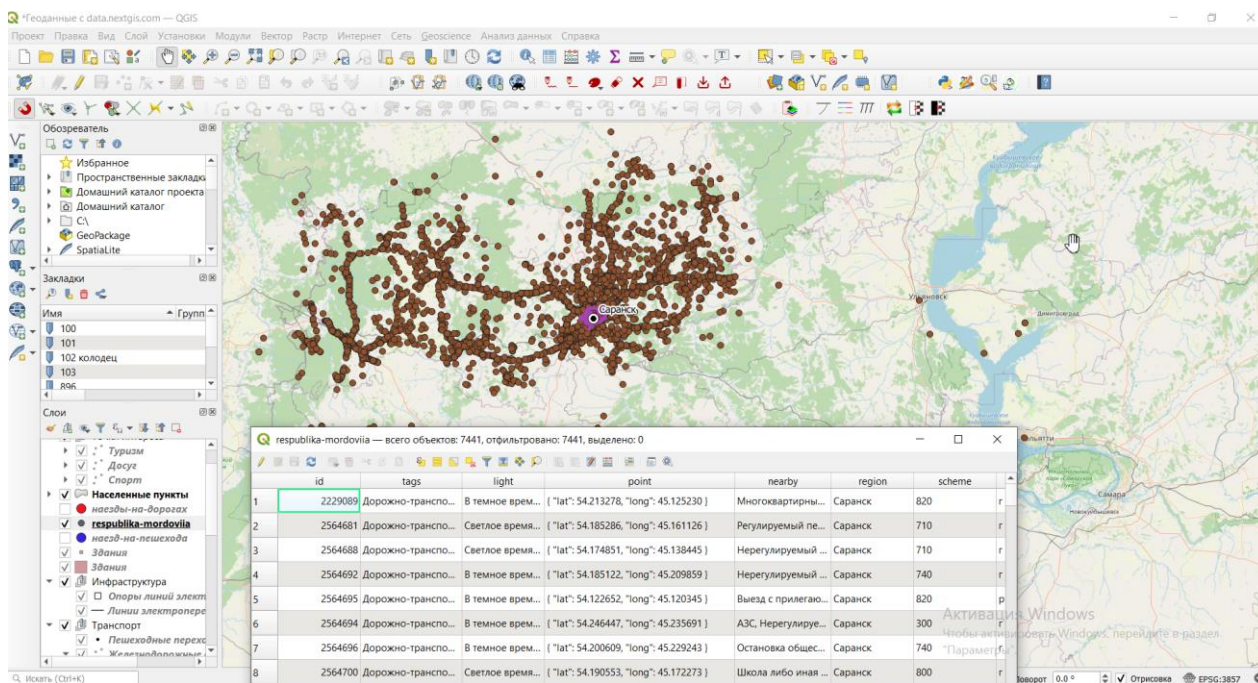 *Геоданные с data.nextgis.com — QGIS
Проект Правка Вид Слой Установки Модули Вектор Растр Интернет Сеть Geoscience Анализ данных Справка
Обозреватель
Избранное
Пространственные закладк
Домашний каталог проекта
Домашний каталог
C:\
GeoPackage
SpatiaLite
Закладки
Имя Групп
100
101
102 колодец
103
896
Слои
Туризм
Досуг
Спорт
Населенные пункты
наезды-на-дорогах
respublika-mordoviia
наезд-на-пешехода
Здания
Здания
Инфраструктура
Опоры линий элект
Линии электропере
Транспорт
Пешеходные перехо
Железнодорожные
Искать (Ctrl+K)
Саранск
Ульяновск
Димитровград
Самара
Новокуйбышевск
respublika-mordoviia — всего объектов: 7441, отфильтровано: 7441, выделено: 0
id tags light point nearby region scheme
1 2229089 Дорожно-транспо... В темное врем... { "lat": 54.213278, "long": 45.125230 } Многоквартирны... Саранск 820 г
2 2564681 Дорожно-транспо... Светлое время... { "lat": 54.185286, "long": 45.161126 } Регулируемый пе... Саранск 710 г
3 2564688 Дорожно-транспо... Светлое время... { "lat": 54.174851, "long": 45.138445 } Нерегулируемый ... Саранск 710 г
4 2564692 Дорожно-транспо... В темное врем... { "lat": 54.185122, "long": 45.209859 } Нерегулируемый ... Саранск 740 г
5 2564695 Дорожно-транспо... В темное врем... { "lat": 54.122652, "long": 45.120345 } Выезд с прилегаю... Саранск 820 р
6 2564694 Дорожно-транспо... В темное врем... { "lat": 54.246447, "long": 45.235691 } АЗС, Нерегулируе... Саранск 300 г
7 2564696 Дорожно-транспо... В темное врем... { "lat": 54.200609, "long": 45.229243 } Остановка общес... Саранск 740 г
8 2564700 Дорожно-транспо... Светлое время... { "lat": 54.190553, "long": 45.172273 } Школа либо иная ... Саранск 800 г
Активация Windows
Чтобы активировать Windows, перейдите в раздел
"Параметры".
поворот 0.0 ° Отрисовка EPSG:3857